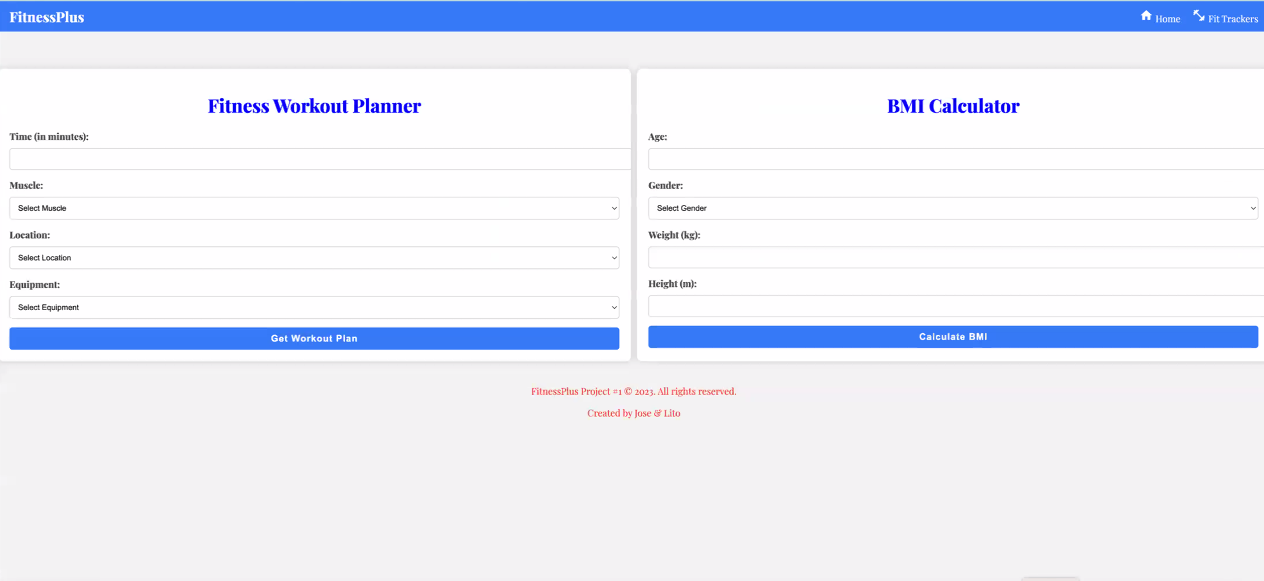 FitnessPlus
Home
Fit Trackers
Fitness Workout Planner
Time (in minutes):
Muscle:
Select Muscle
Location:
Select Location
Equipment:
Select Equipment
Get Workout Plan
BMI Calculator
Age:
Gender:
Select Gender
Weight (kg):
Height (m):
Calculate BMI
FitnessPlus Project #1 © 2023. All rights reserved.
Created by Jose & Lito